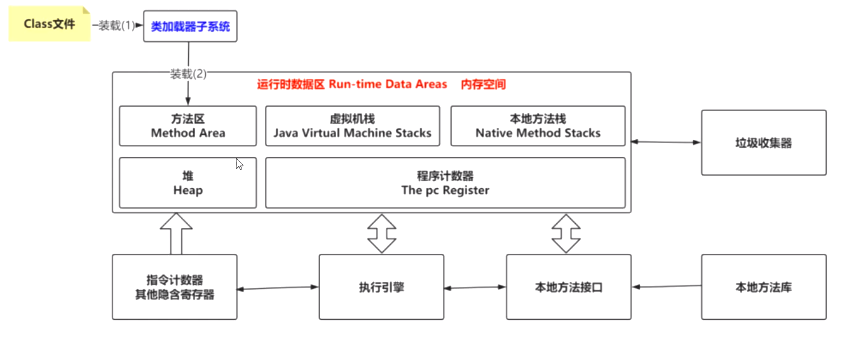 Class文件
装载(1)
类加载器子系统
装载(2)
运行时数据区 Run-time Data Areas 内存空间
方法区
Method Area
虚拟机栈
Java Virtual Machine Stacks
本地方法栈
Native Method Stacks
垃圾收集器
堆
Heap
程序计数器
The pc Register
指令计数器
其他隐含寄存器
执行引擎
本地方法接口
本地方法库